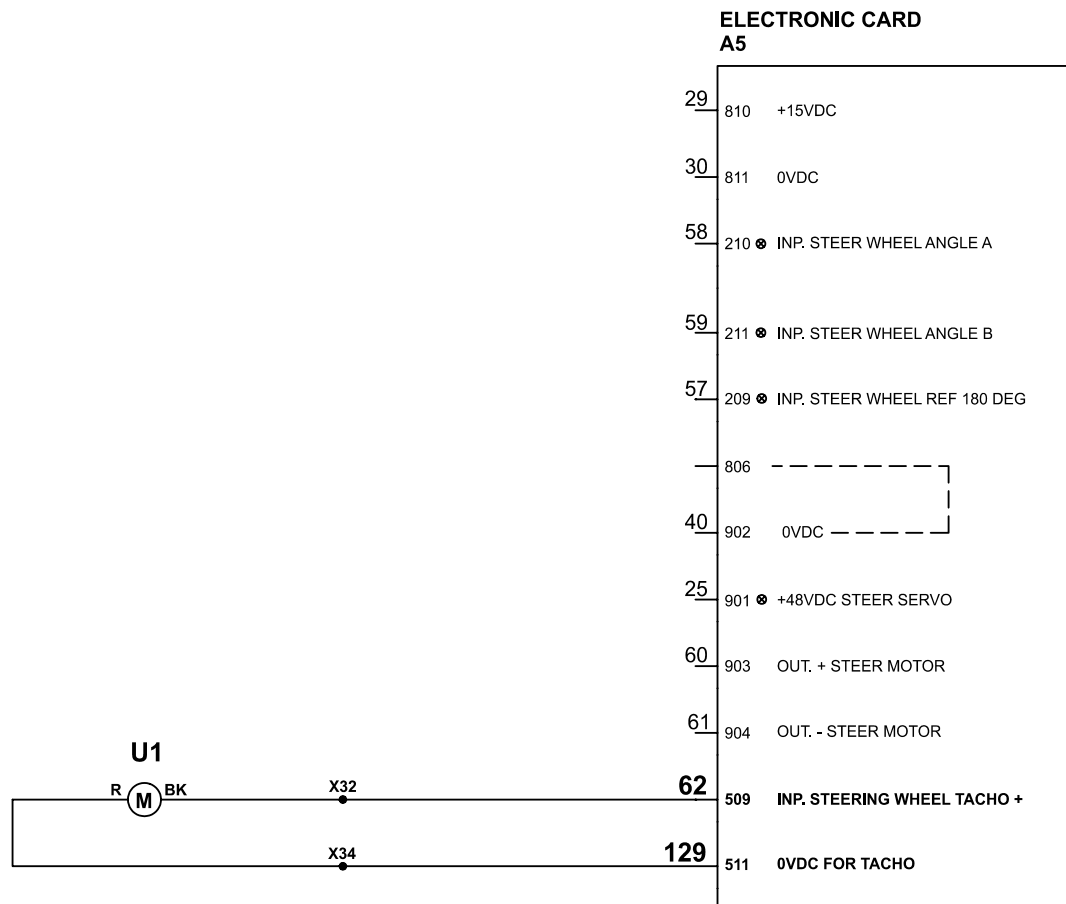 ELECTRONIC CARD
A5
29 810 +15VDC
30 811 0VDC
58 210 INP. STEER WHEEL ANGLE A
59 211 INP. STEER WHEEL ANGLE B
57 209 INP. STEER WHEEL REF 180 DEG
806
40 902 0VDC
25 901 +48VDC STEER SERVO
60 903 OUT. + STEER MOTOR
61 904 OUT. - STEER MOTOR
U1
R M BK X32 62 509 INP. STEERING WHEEL TACHO +
X34 129 511 0VDC FOR TACHO